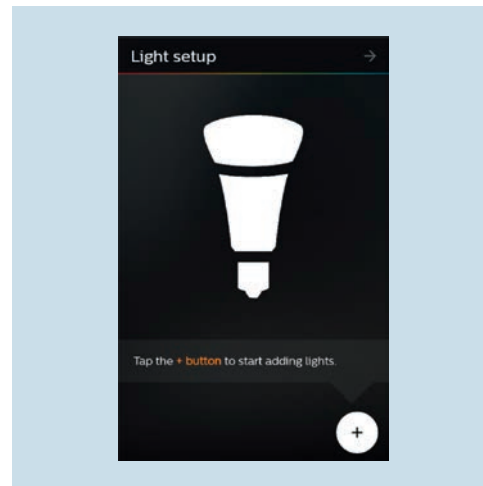 Light setup →
Tap the + button to start adding lights.
+